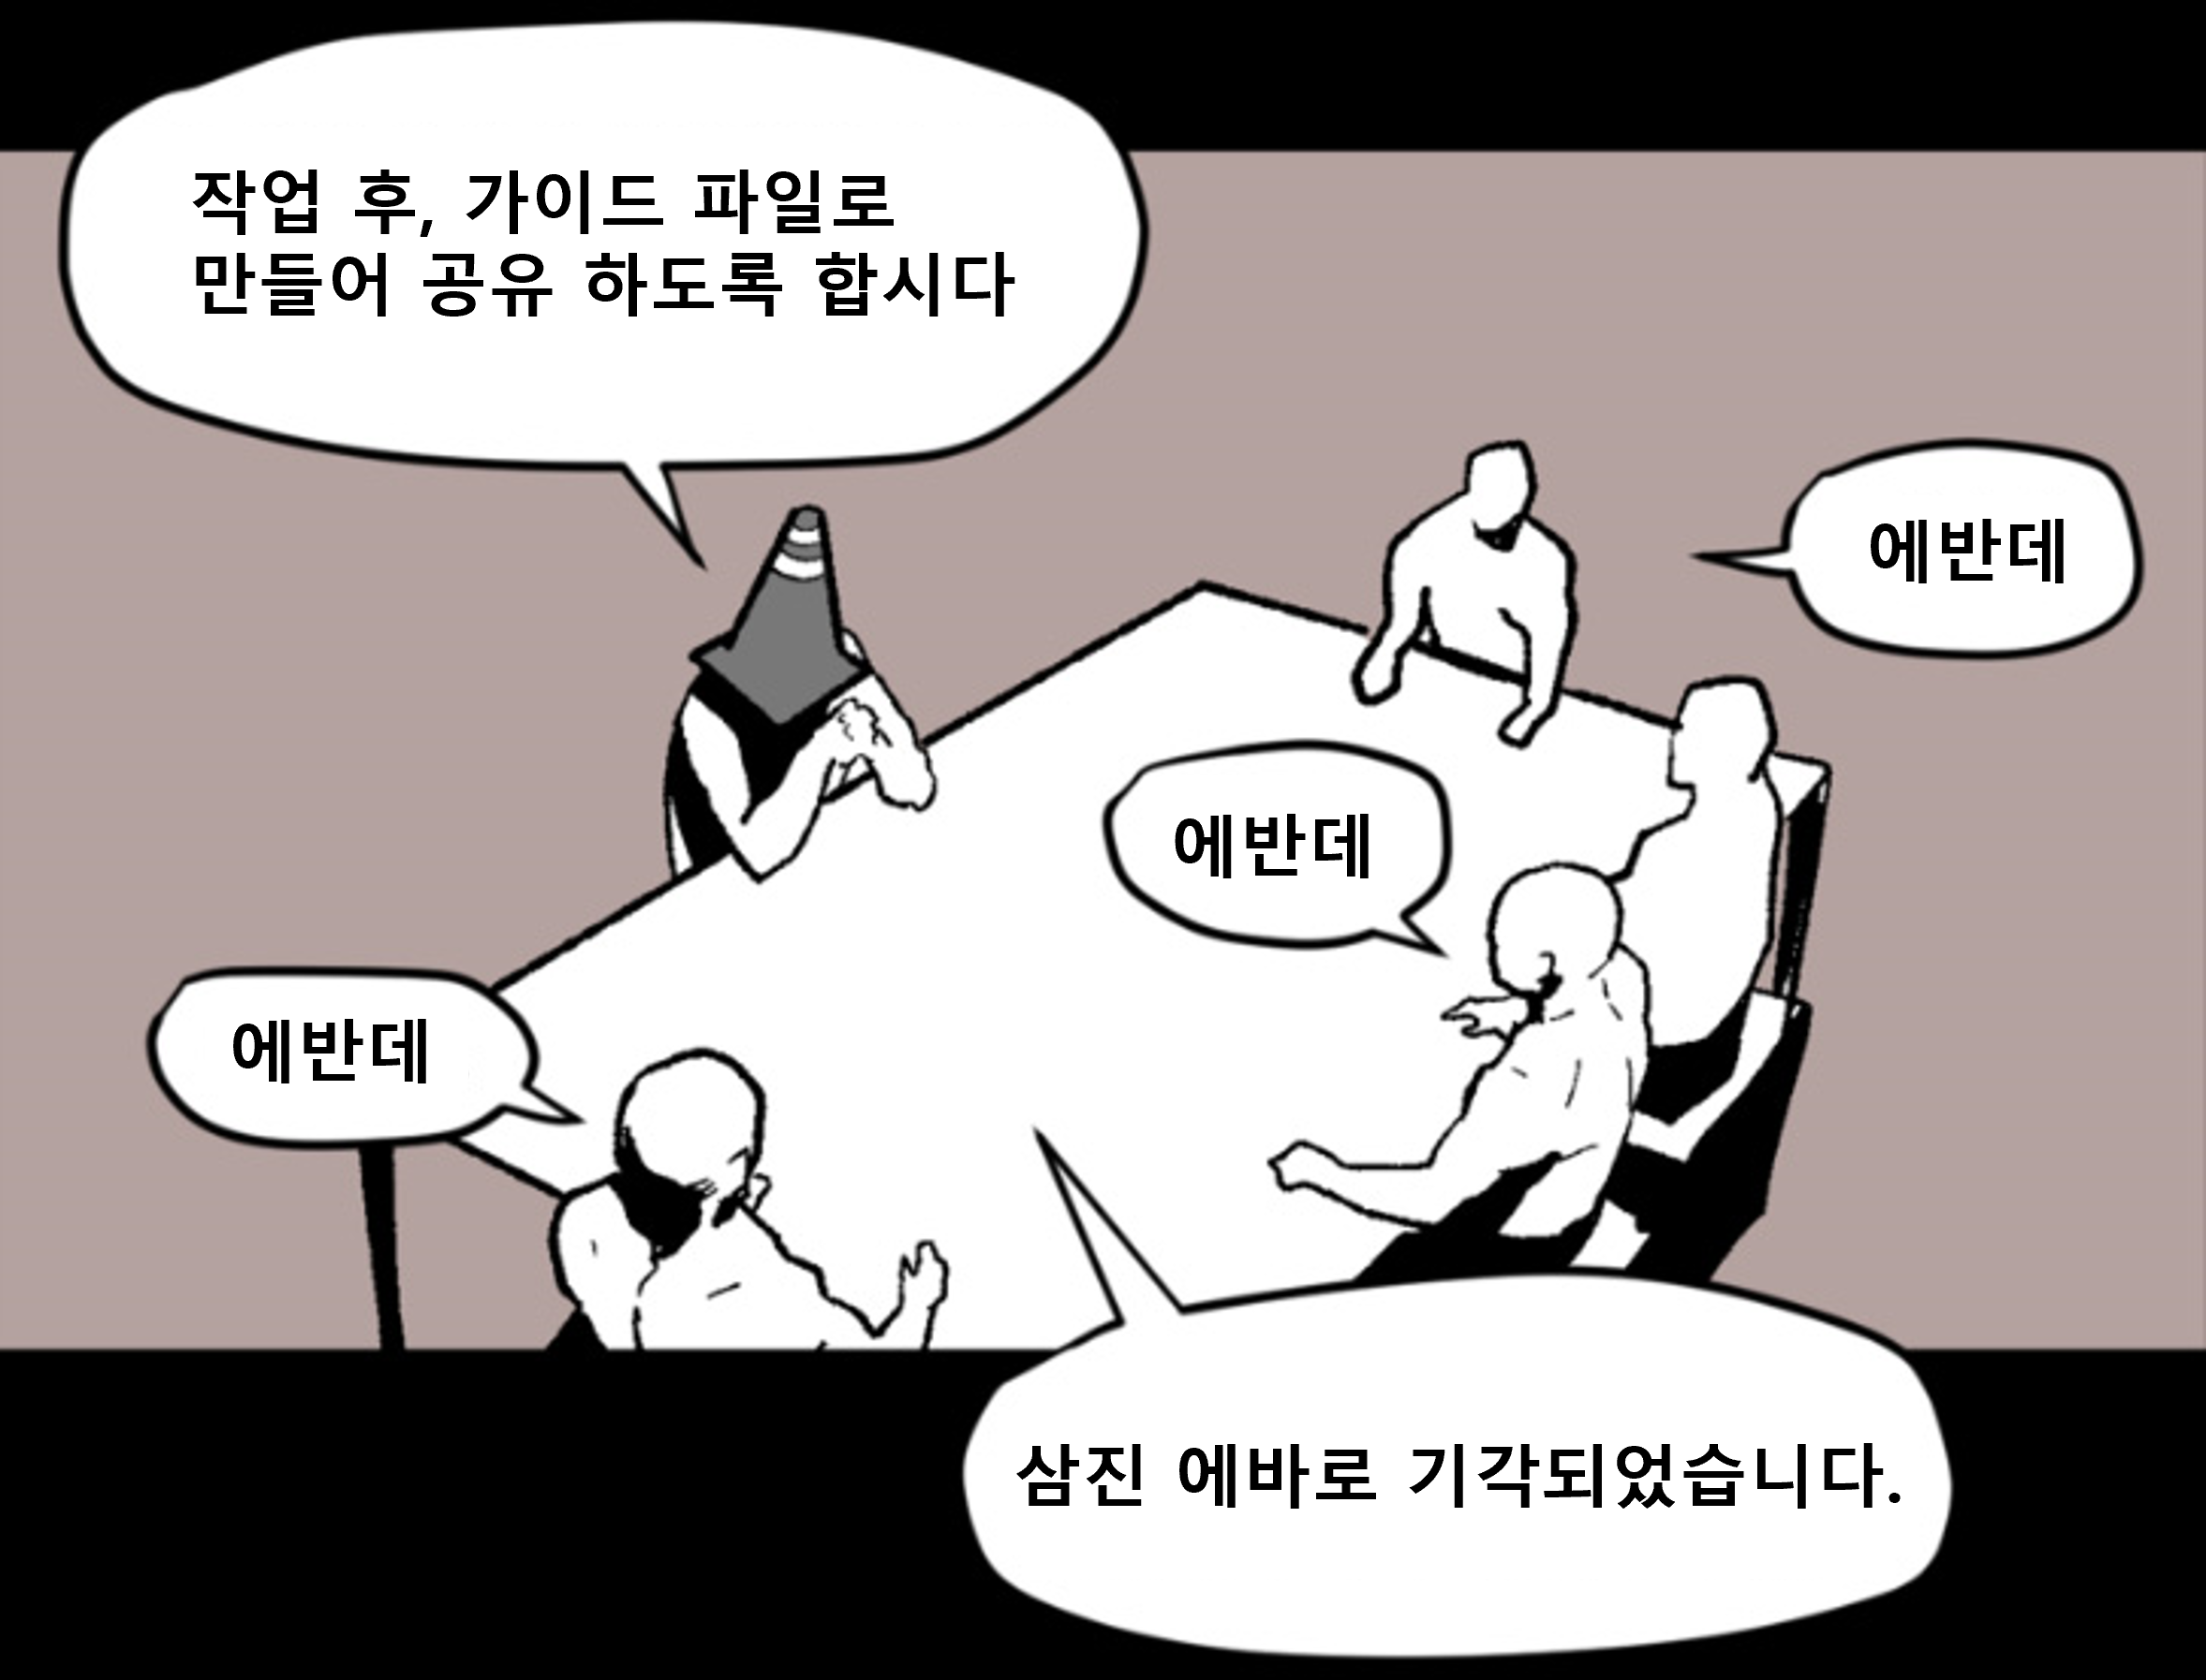 작업 후, 가이드 파일로
만들어 공유 하도록 합시다
에반데
에반데
에반데
삼진 에바로 기각되었습니다.